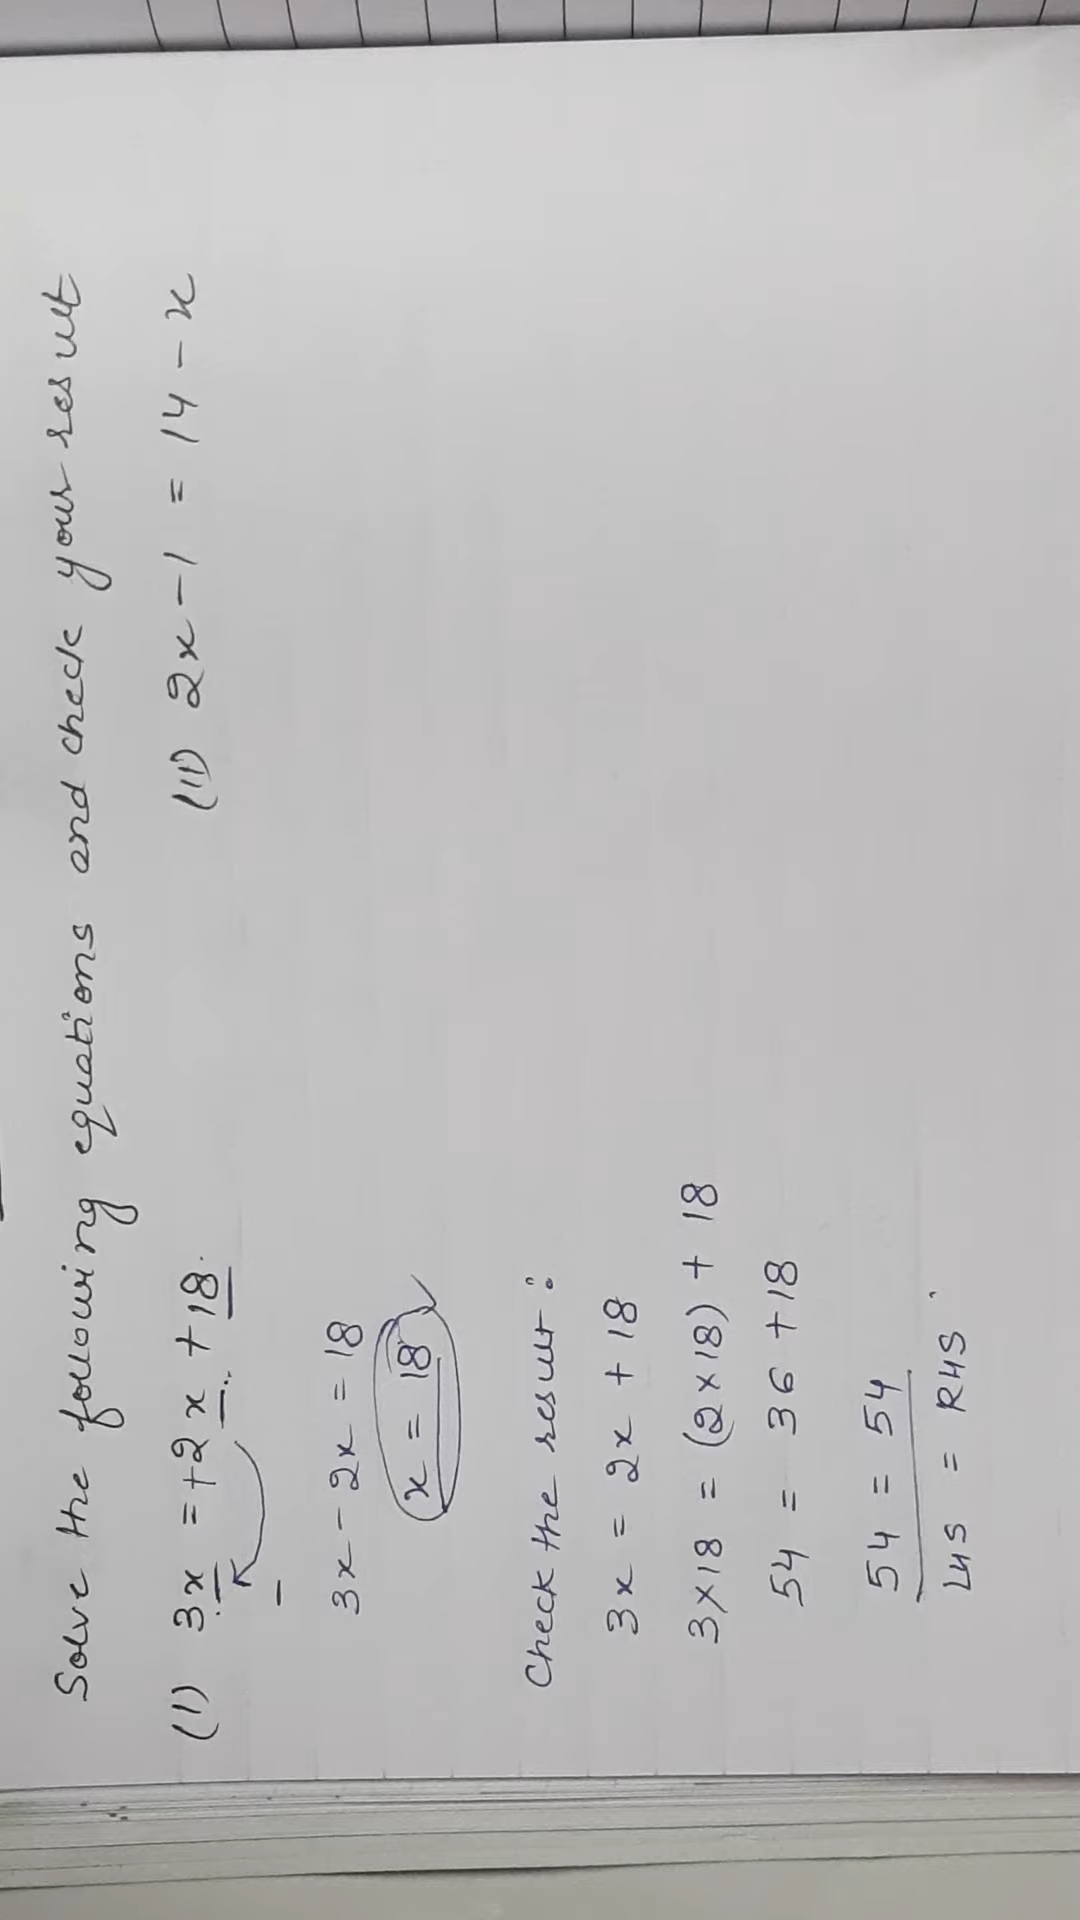 Solve the following equations and check your result
(I) 3x = +2x + 18.
(II) 2x - 1 = 14 - x
3x - 2x = 18
x = 18
Check the result :
3x = 2x + 18
3x18 = (2x18) + 18
54 = 36 + 18
54 = 54
LHS = RHS